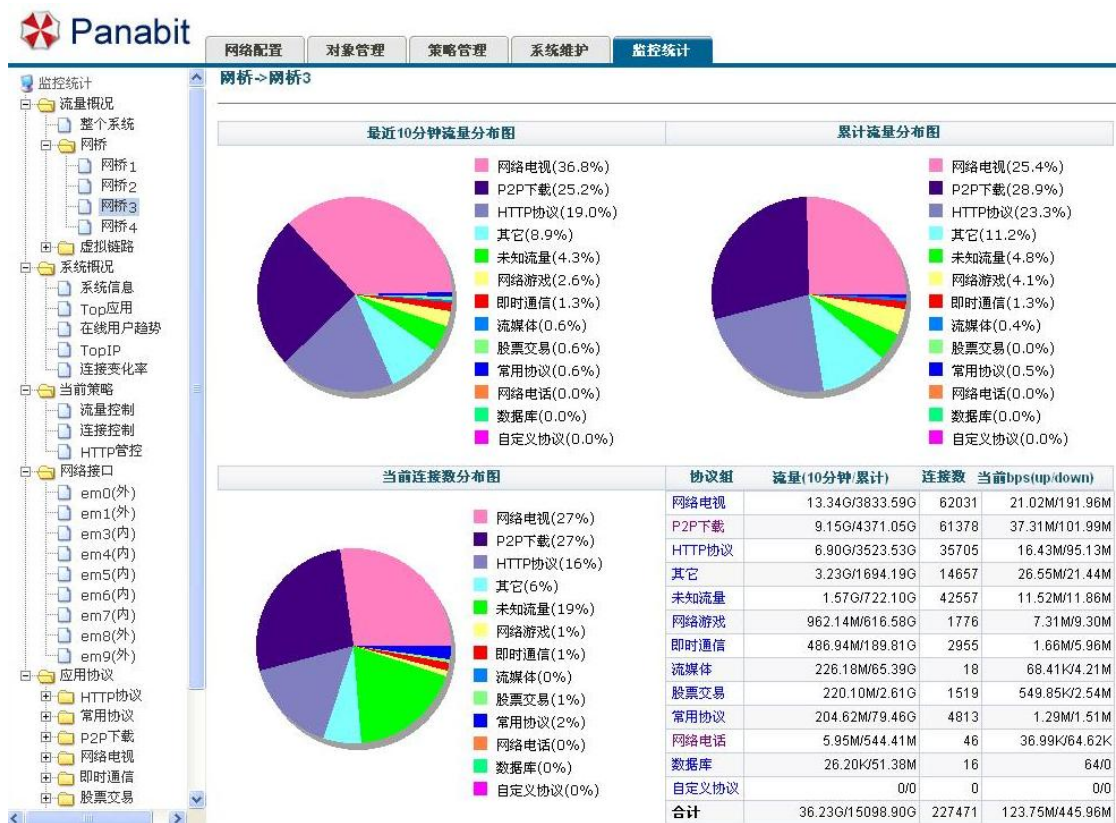 Panabit
网络配置 对象管理 策略管理 系统维护 监控统计
监控统计
流量概况
整个系统
网桥
网桥1
网桥2
网桥3
网桥4
虚拟链路
系统概况
系统信息
Top应用
在线用户趋势
TopIP
连接变化率
当前策略
流量控制
连接控制
HTTP管控
网络接口
em0(外)
em1(外)
em3(内)
em4(内)
em5(内)
em6(内)
em7(内)
em8(外)
em9(外)
应用协议
HTTP协议
常用协议
P2P下载
网络电视
即时通信
股票交易
网桥->网桥3
最近10分钟流量分布图
网络电视(36.8%)
P2P下载(25.2%)
HTTP协议(19.0%)
其它(8.9%)
未知流量(4.3%)
网络游戏(2.6%)
即时通信(1.3%)
流媒体(0.6%)
股票交易(0.6%)
常用协议(0.6%)
网络电话(0.0%)
数据库(0.0%)
自定义协议(0.0%)
累计流量分布图
网络电视(25.4%)
P2P下载(28.9%)
HTTP协议(23.3%)
其它(11.2%)
未知流量(4.8%)
网络游戏(4.1%)
即时通信(1.3%)
流媒体(0.4%)
股票交易(0.0%)
常用协议(0.5%)
网络电话(0.0%)
数据库(0.0%)
自定义协议(0.0%)
当前连接数分布图
网络电视(27%)
P2P下载(27%)
HTTP协议(16%)
其它(6%)
未知流量(19%)
网络游戏(1%)
即时通信(1%)
流媒体(0%)
股票交易(1%)
常用协议(2%)
网络电话(0%)
数据库(0%)
自定义协议(0%)
协议组 流量(10分钟/累计) 连接数 当前bps(up/down)
网络电视 13.34G/3833.59G 62031 21.02M/191.96M
P2P下载 9.15G/4371.05G 61378 37.31M/101.99M
HTTP协议 6.90G/3523.53G 35705 16.43M/95.13M
其它 3.23G/1694.19G 14657 26.55M/21.44M
未知流量 1.57G/722.10G 42557 11.52M/11.86M
网络游戏 962.14M/616.58G 1776 7.31M/9.30M
即时通信 486.94M/189.81G 2955 1.66M/5.96M
流媒体 226.18M/65.39G 18 68.41K/4.21M
股票交易 220.10M/2.61G 1519 549.85K/2.54M
常用协议 204.62M/79.46G 4813 1.29M/1.51M
网络电话 5.95M/544.41M 46 36.99K/64.62K
数据库 26.20K/51.38M 16 64/0
自定义协议 0/0 0 0/0
合计 36.23G/15098.90G 227471 123.75M/445.96M